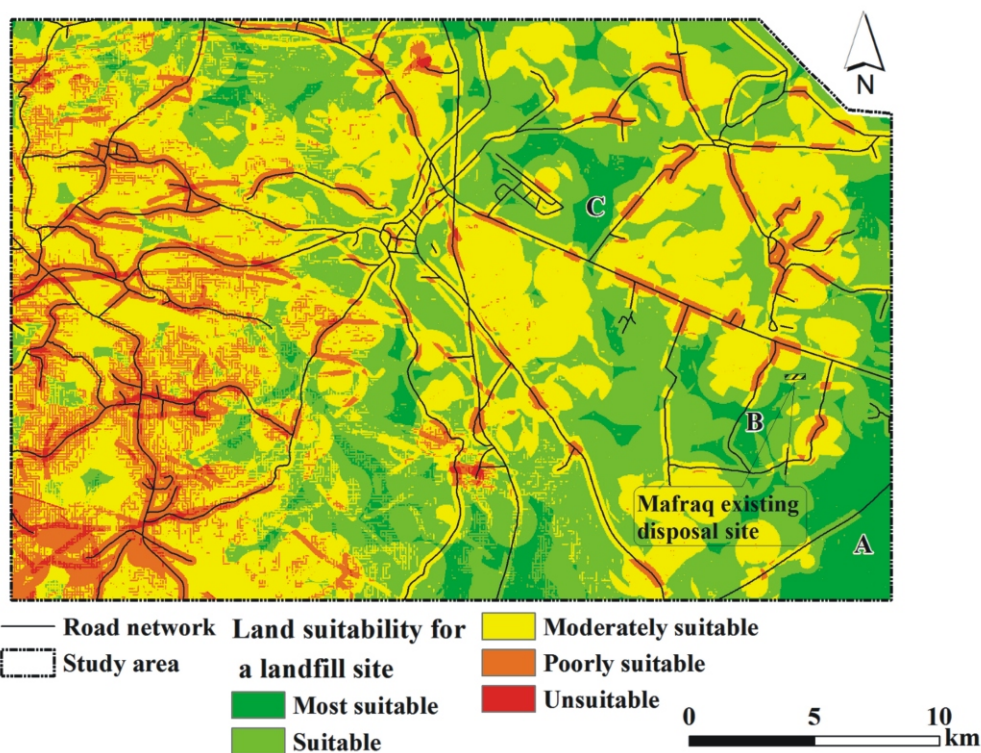 N
C
B
Mafraq existing
disposal site
A
Road network
Study area
Land suitability for
a landfill site
Most suitable
Suitable
Moderately suitable
Poorly suitable
Unsuitable
0 5 10
km